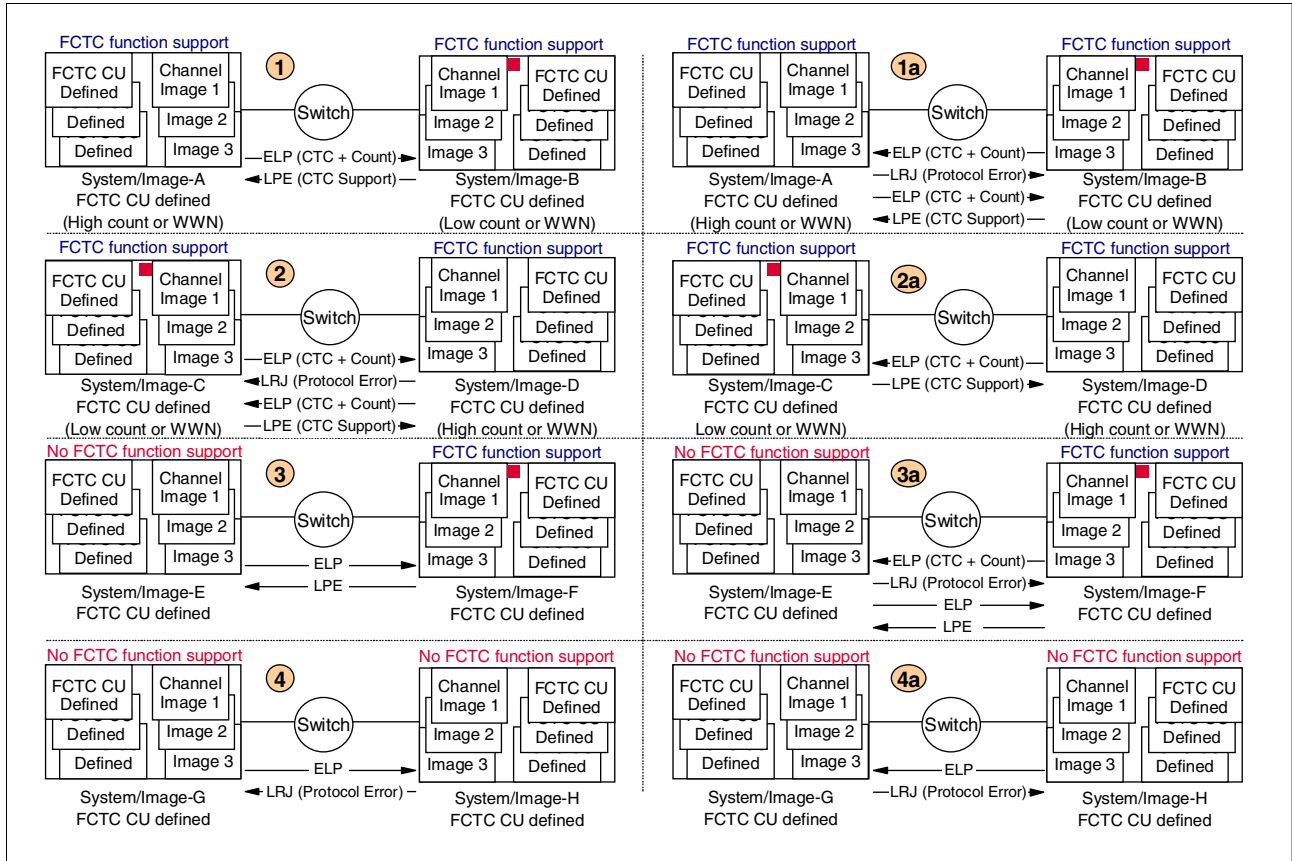 FCTC function support
1
FCTC function support
FCTC CU
Defined
Defined
Defined
Channel
Image 1
Image 2
Image 3
Switch
Channel
Image 1
Image 2
Image 3
FCTC CU
Defined
Defined
Defined
ELP (CTC + Count)
LPE (CTC Support)
System/Image-A
FCTC CU defined
(High count or WWN)
System/Image-B
FCTC CU defined
(Low count or WWN)
FCTC function support
1a
FCTC function support
FCTC CU
Defined
Defined
Defined
Channel
Image 1
Image 2
Image 3
Switch
Channel
Image 1
Image 2
Image 3
FCTC CU
Defined
Defined
Defined
ELP (CTC + Count)
LRJ (Protocol Error)
ELP (CTC + Count)
LPE (CTC Support)
System/Image-A
FCTC CU defined
(High count or WWN)
System/Image-B
FCTC CU defined
(Low count or WWN)
FCTC function support
2
FCTC function support
FCTC CU
Defined
Defined
Defined
Channel
Image 1
Image 2
Image 3
Switch
Channel
Image 1
Image 2
Image 3
FCTC CU
Defined
Defined
Defined
ELP (CTC + Count)
LRJ (Protocol Error)
ELP (CTC + Count)
LPE (CTC Support)
System/Image-C
FCTC CU defined
(Low count or WWN)
System/Image-D
FCTC CU defined
(High count or WWN)
FCTC function support
2a
FCTC function support
FCTC CU
Defined
Defined
Defined
Channel
Image 1
Image 2
Image 3
Switch
Channel
Image 1
Image 2
Image 3
FCTC CU
Defined
Defined
Defined
ELP (CTC + Count)
LPE (CTC Support)
System/Image-C
FCTC CU defined
Low count or WWN)
System/Image-D
FCTC CU defined
(High count or WWN)
No FCTC function support
3
FCTC function support
FCTC CU
Defined
Defined
Defined
Channel
Image 1
Image 2
Image 3
Switch
Channel
Image 1
Image 2
Image 3
FCTC CU
Defined
Defined
Defined
ELP
LPE
System/Image-E
FCTC CU defined
System/Image-F
FCTC CU defined
No FCTC function support
3a
FCTC function support
FCTC CU
Defined
Defined
Defined
Channel
Image 1
Image 2
Image 3
Switch
Channel
Image 1
Image 2
Image 3
FCTC CU
Defined
Defined
Defined
ELP (CTC + Count)
LRJ (Protocol Error)
ELP
LPE
System/Image-E
FCTC CU defined
System/Image-F
FCTC CU defined
No FCTC function support
4
No FCTC function support
FCTC CU
Defined
Defined
Defined
Channel
Image 1
Image 2
Image 3
Switch
Channel
Image 1
Image 2
Image 3
FCTC CU
Defined
Defined
Defined
ELP
LRJ (Protocol Error)
System/Image-G
FCTC CU defined
System/Image-H
FCTC CU defined
No FCTC function support
4a
No FCTC function support
FCTC CU
Defined
Defined
Defined
Channel
Image 1
Image 2
Image 3
Switch
Channel
Image 1
Image 2
Image 3
FCTC CU
Defined
Defined
Defined
ELP
LRJ (Protocol Error)
System/Image-G
FCTC CU defined
System/Image-H
FCTC CU defined